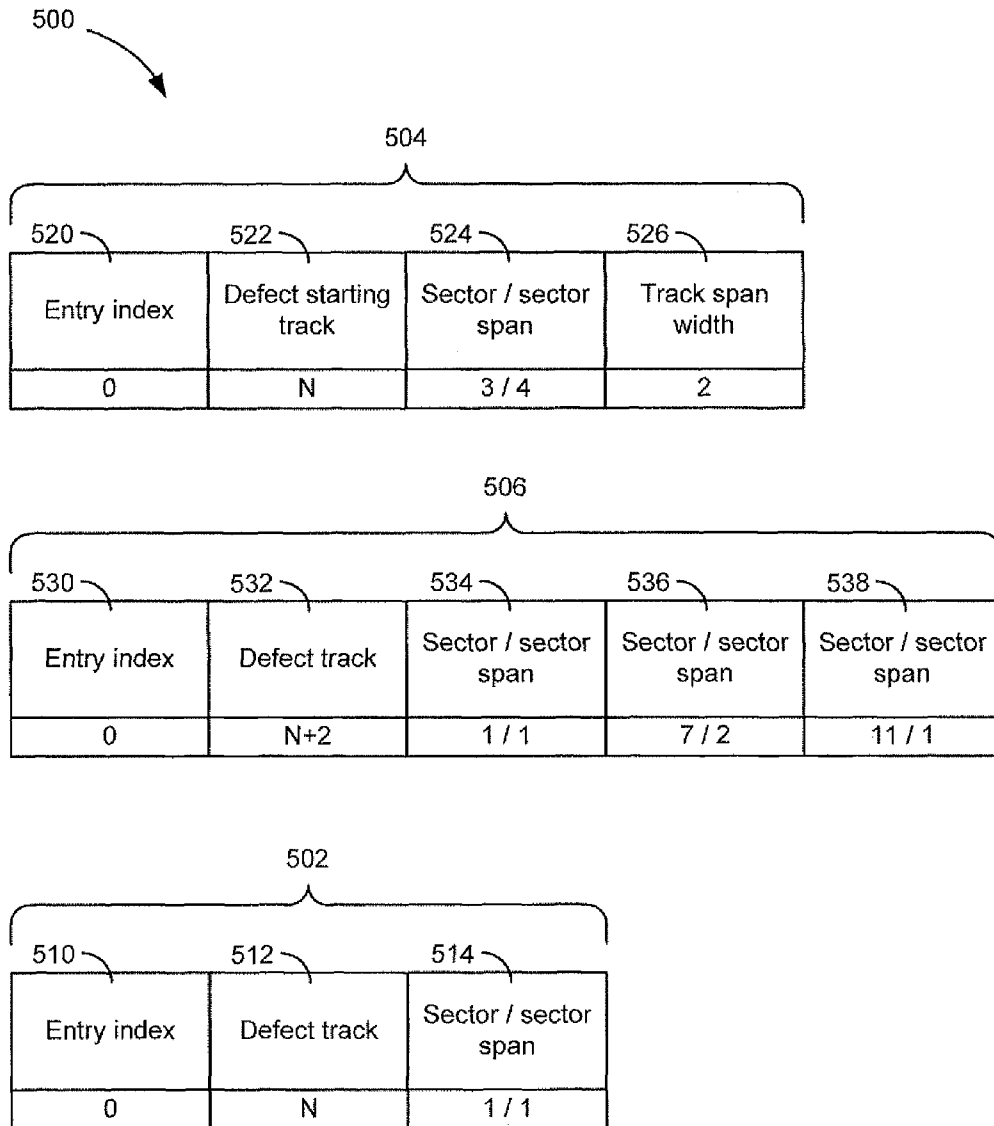 500
504
520 522 524 526
Entry index Defect starting track Sector / sector span Track span width
0 N 3 / 4 2
506
530 532 534 536 538
Entry index Defect track Sector / sector span Sector / sector span Sector / sector span
0 N+2 1 / 1 7 / 2 11 / 1
502
510 512 514
Entry index Defect track Sector / sector span
0 N 1 / 1